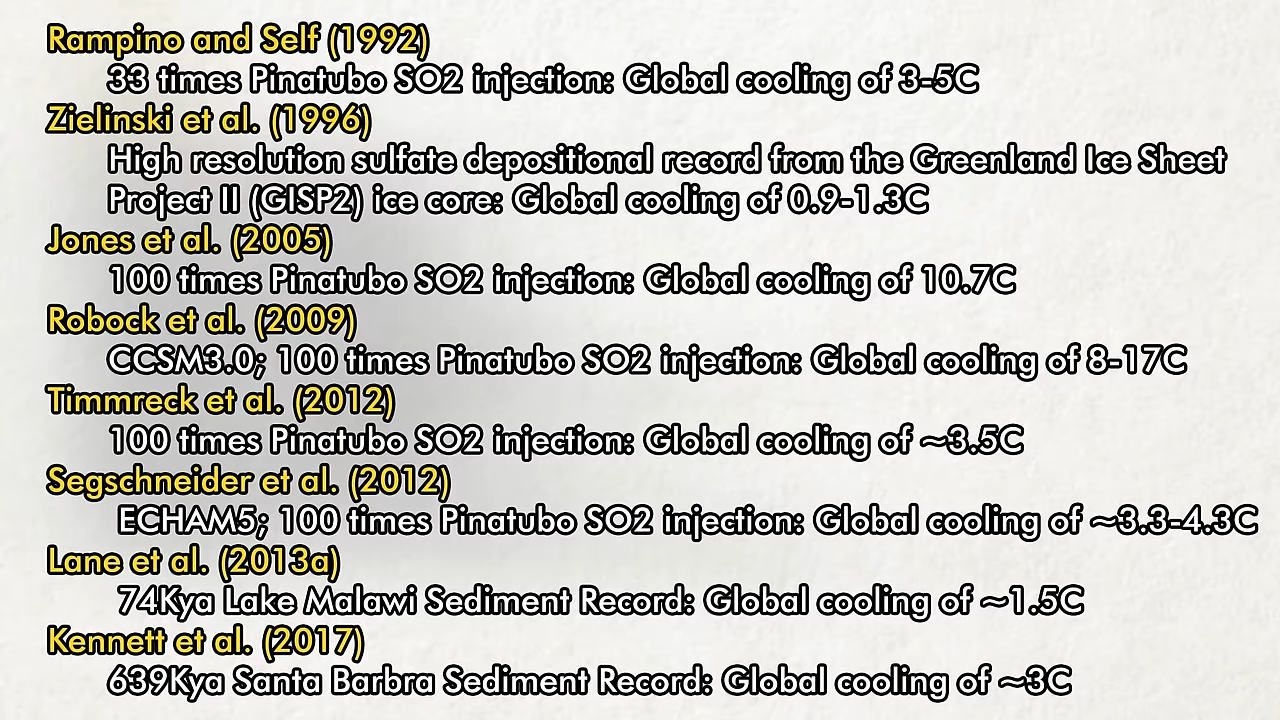 Rampino and Self (1992)
33 times Pinatubo SO2 injection: Global cooling of 3-5C
Zielinski et al. (1996)
High resolution sulfate depositional record from the Greenland Ice Sheet
Project II (GISP2) ice core: Global cooling of 0.9-1.3C
Jones et al. (2005)
100 times Pinatubo SO2 injection: Global cooling of 10.7C
Robock et al. (2009)
CCSM3.0; 100 times Pinatubo SO2 injection: Global cooling of 8-17C
Timmreck et al. (2012)
100 times Pinatubo SO2 injection: Global cooling of ~3.5C
Segschneider et al. (2012)
ECHAM5; 100 times Pinatubo SO2 injection: Global cooling of ~3.3-4.3C
Lane et al. (2013a)
74Kya Lake Malawi Sediment Record: Global cooling of ~1.5C
Kennett et al. (2017)
639Kya Santa Barbra Sediment Record: Global cooling of ~3C